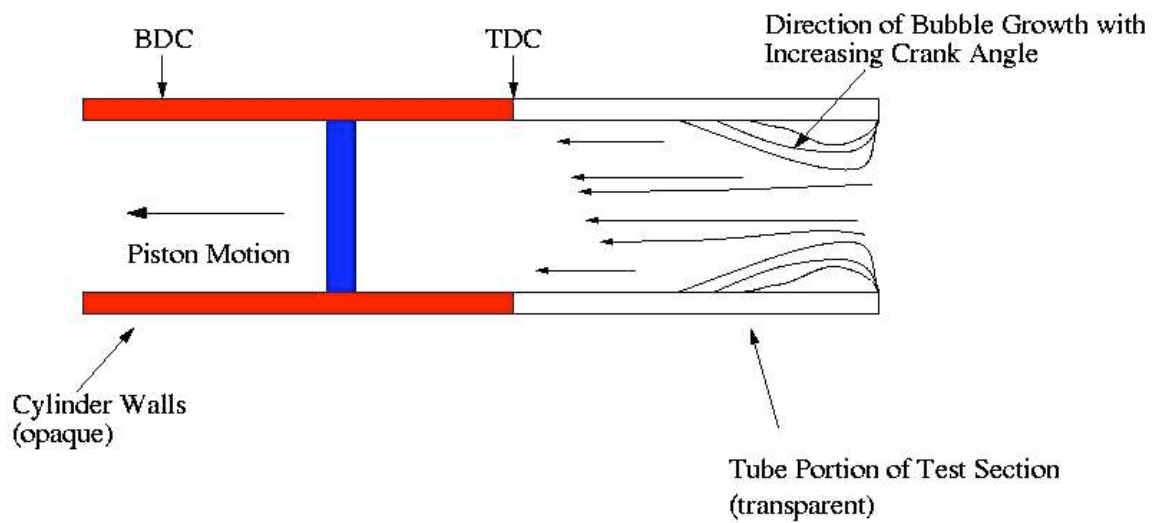 BDC
TDC
Direction of Bubble Growth with
Increasing Crank Angle
Piston Motion
Cylinder Walls
(opaque)
Tube Portion of Test Section
(transparent)